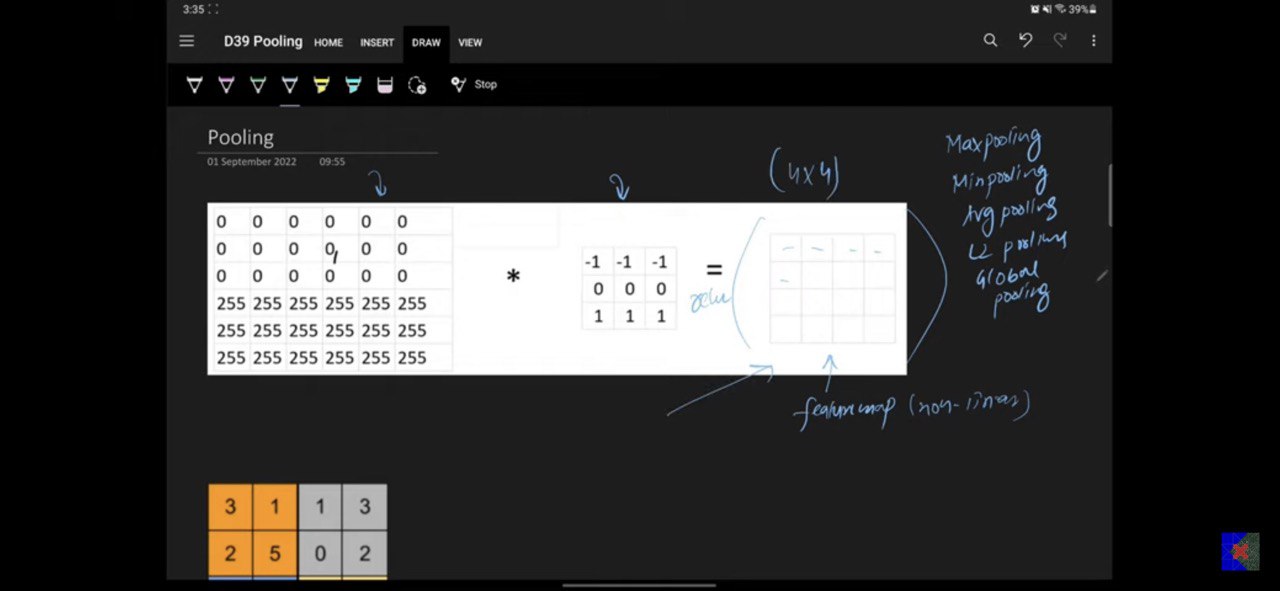 3:35
39%
D39 Pooling HOME INSERT DRAW VIEW
Stop
Pooling
01 September 2022 09:55
(4x4)
Maxpooling
Minpooling
Avg pooling
L2 pooling
Global
pooling
0 0 0 0 0 0
0 0 0 0 0 0
0 0 0 0 0 0
255 255 255 255 255 255
255 255 255 255 255 255
255 255 255 255 255 255
*
-1 -1 -1
0 0 0
1 1 1
=
relu
featuremap (non-linear)
3 1 1 3
2 5 0 2